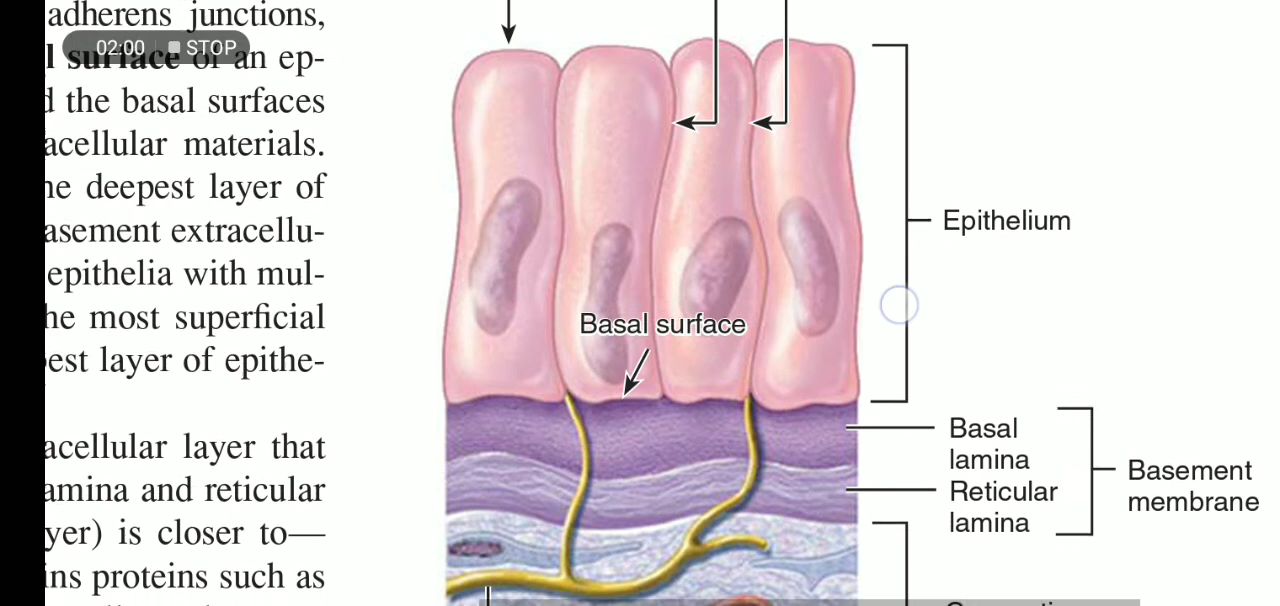 adherens junctions,
02:00 STOP
l surface of an ep-
d the basal surfaces
acellular materials.
he deepest layer of
asement extracellu-
epithelia with mul-
he most superficial
est layer of epithe-
acellular layer that
amina and reticular
yer) is closer to—
ins proteins such as
Epithelium
Basal surface
Basal
lamina
Reticular
lamina
Basement
membrane